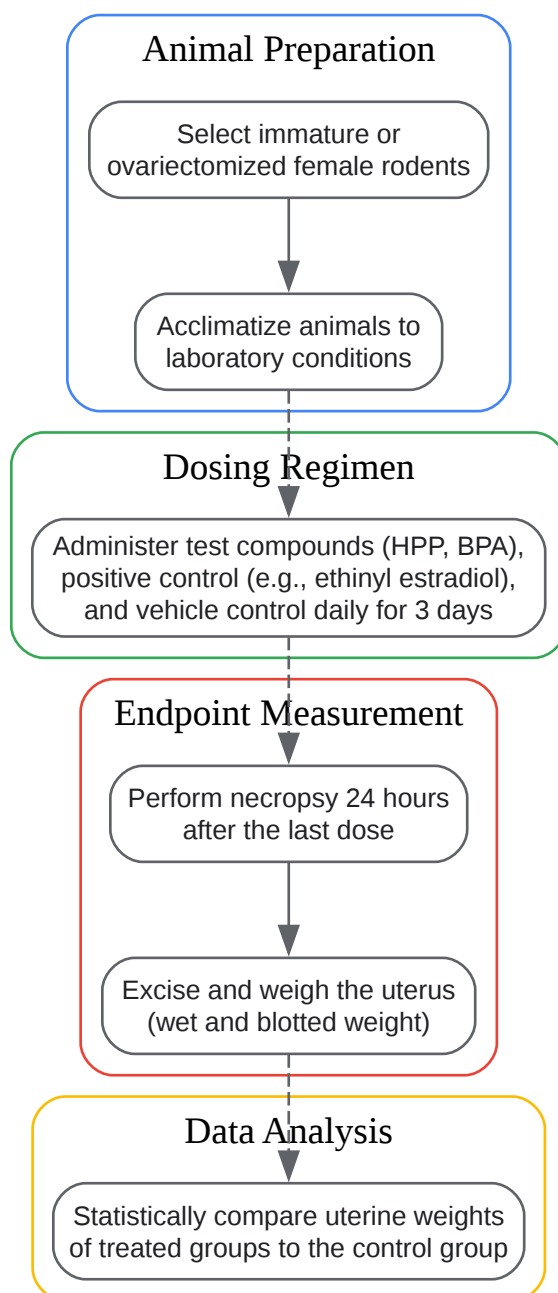 Animal Preparation
Select immature or
ovariectomized female rodents
Acclimatize animals to
laboratory conditions
Dosing Regimen
Administer test compounds (HPP, BPA),
positive control (e.g., ethinyl estradiol),
and vehicle control daily for 3 days
Endpoint Measurement
Perform necropsy 24 hours
after the last dose
Excise and weigh the uterus
(wet and blotted weight)
Data Analysis
Statistically compare uterine weights
of treated groups to the control group